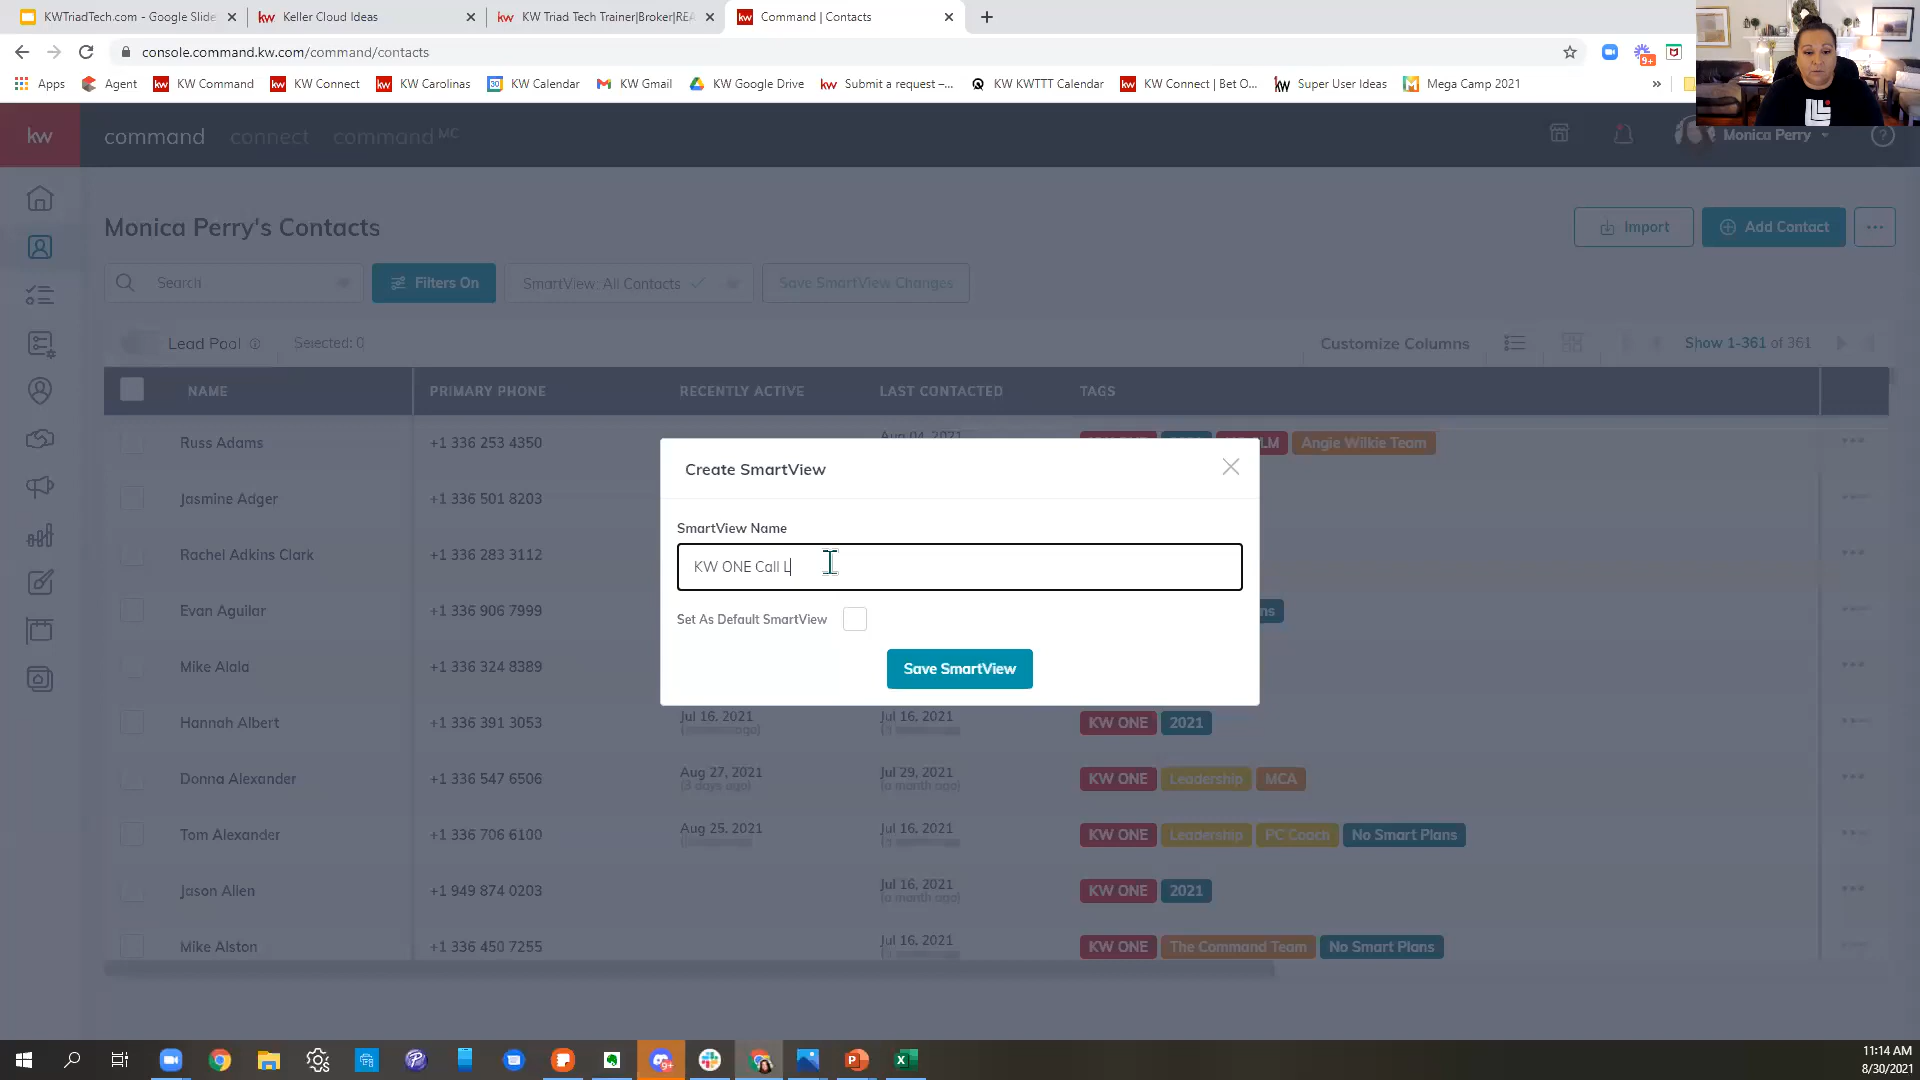 KWTriadTech.com - Google Slide
Keller Cloud Ideas
KW Triad Tech Trainer|Broker|REA
Command | Contacts
console.command.kw.com/command/contacts
Apps
Agent
KW Command
KW Connect
KW Carolinas
KW Calendar
KW Gmail
KW Google Drive
Submit a request –...
KW KWTTT Calendar
KW Connect | Bet O...
Super User Ideas
Mega Camp 2021
kw command connect command MC
Monica Perry
Monica Perry's Contacts
Import
Add Contact
Search
Filters On
SmartView: All Contacts
Save SmartView Changes
Lead Pool
Selected: 0
Customize Columns
Show 1-361 of 361
NAME PRIMARY PHONE RECENTLY ACTIVE LAST CONTACTED TAGS
Russ Adams +1 336 253 4350 Aug 04, 2021 LM Angie Wilkie Team
Jasmine Adger +1 336 501 8203
Rachel Adkins Clark +1 336 283 3112
Evan Aguilar +1 336 906 7999 ns
Mike Alala +1 336 324 8389
Create SmartView
SmartView Name
KW ONE Call L
Set As Default SmartView
Save SmartView
Hannah Albert +1 336 391 3053 Jul 16, 2021 Jul 16, 2021 KW ONE 2021
Donna Alexander +1 336 547 6506 Aug 27, 2021 Jul 29, 2021 KW ONE Leadership MCA
(3 days ago) (a month ago)
Tom Alexander +1 336 706 6100 Aug 25, 2021 Jul 16, 2021 KW ONE Leadership PC Coach No Smart Plans
Jason Allen +1 949 874 0203 Jul 16, 2021 KW ONE 2021
(a month ago)
Mike Alston +1 336 450 7255 Jul 16, 2021 KW ONE The Command Team No Smart Plans
11:14 AM
8/30/2021